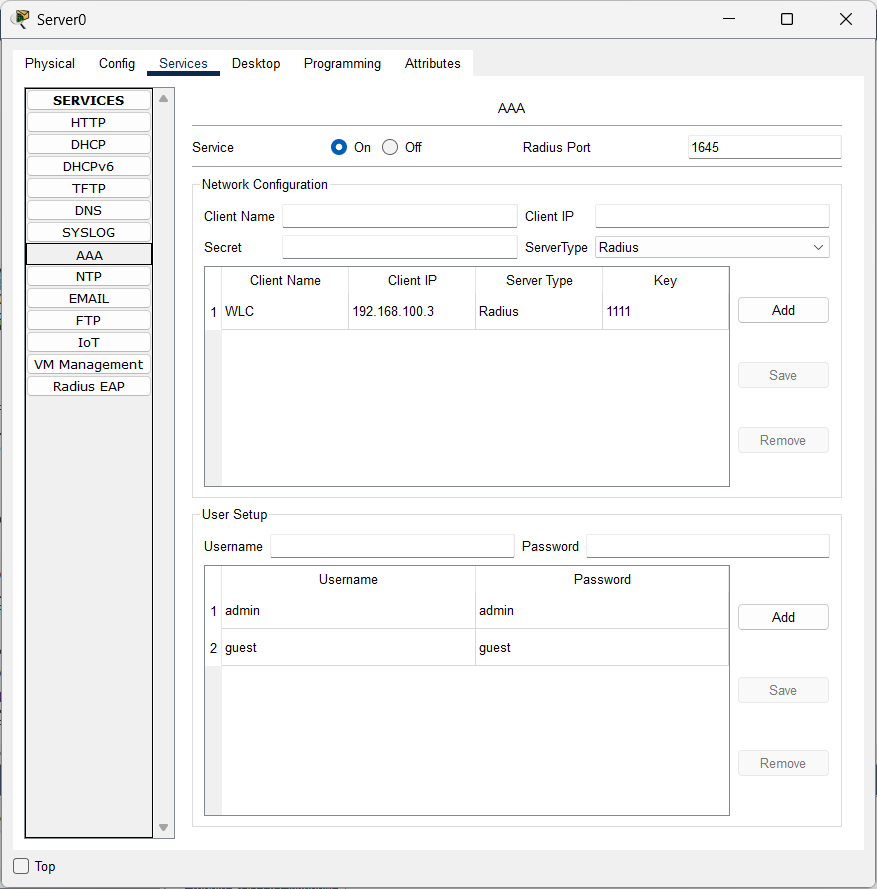 Server0
Physical Config Services Desktop Programming Attributes
SERVICES
HTTP
DHCP
DHCPv6
TFTP
DNS
SYSLOG
AAA
NTP
EMAIL
FTP
IoT
VM Management
Radius EAP
AAA
Service On Off Radius Port 1645
Network Configuration
Client Name Client IP
Secret ServerType Radius
Client Name Client IP Server Type Key
1 WLC 192.168.100.3 Radius 1111
Add
Save
Remove
User Setup
Username Password
Username Password
1 admin admin
2 guest guest
Add
Save
Remove
Top